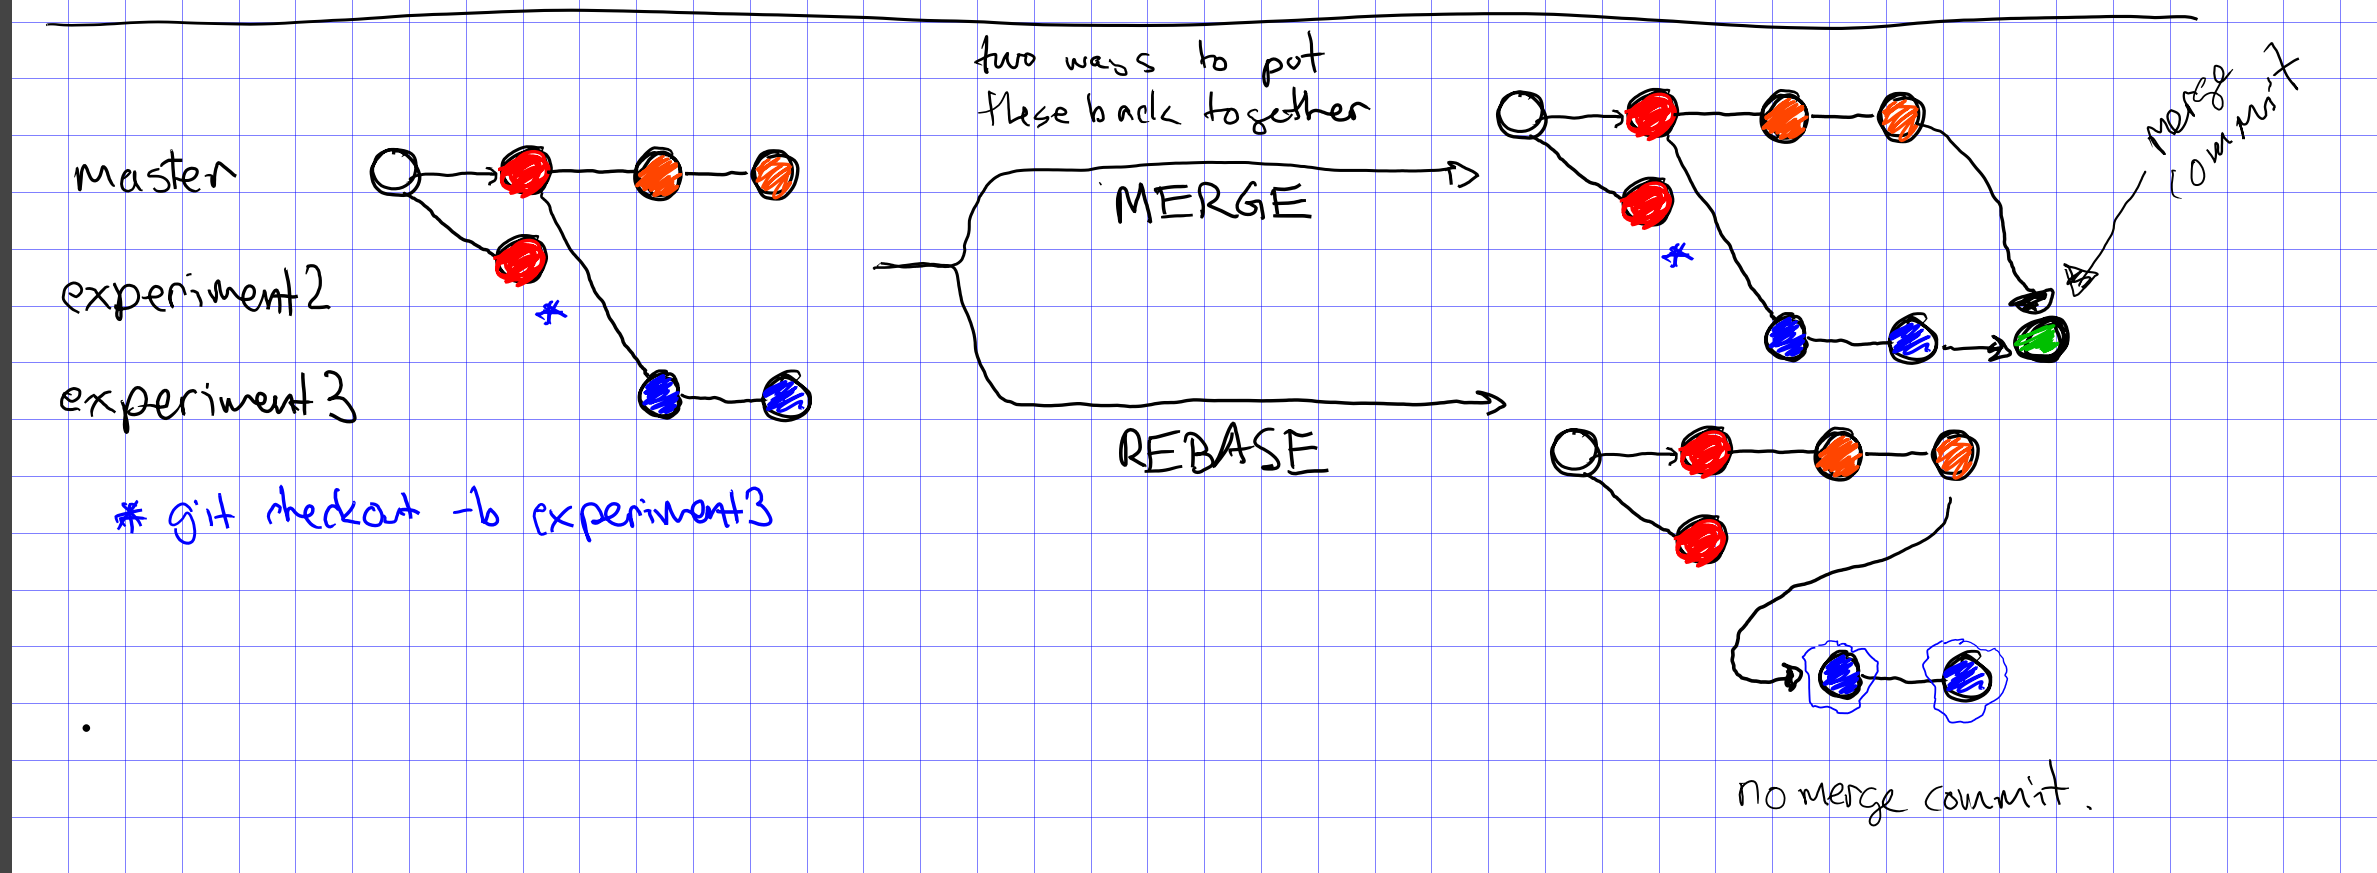 two ways to put
these back together
merge
commit
master
MERGE
experiment2
experiment3
REBASE
* git checkout -b experiment3
no merge commit.